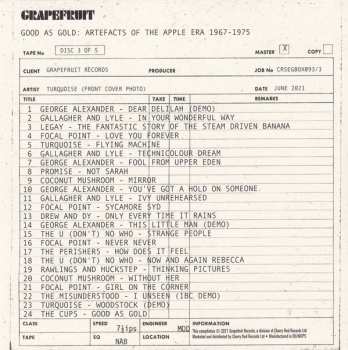 GRAPEFRUIT
GOOD AS GOLD: ARTEFACTS OF THE APPLE ERA 1967-1975
TAPE No DISC 3 OF 5 MASTER X COPY
CLIENT GRAPEFRUIT RECORDS PRODUCER JOB No CRSEGBOX093/3
ARTIST TURQUOISE (FRONT COVER PHOTO) DATE JUNE 2021
TITLE TAKE TIME REMARKS
1 GEORGE ALEXANDER - DEAR DELILAH (DEMO)
2 GALLAGHER AND LYLE - IN YOUR WONDERFUL WAY
3 LEGAY - THE FANTASTIC STORY OF THE STEAM DRIVEN BANANA
4 FOCAL POINT - LOVE YOU FOREVER
5 TURQUOISE - FLYING MACHINE
6 GALLAGHER AND LYLE - TECHNICOLOUR DREAM
7 GEORGE ALEXANDER - FOOL FROM UPPER EDEN
8 PROMISE - NOT SARAH
9 COCONUT MUSHROOM - MIRROR
10 GEORGE ALEXANDER - YOU'VE GOT A HOLD ON SOMEONE
11 GALLAGHER AND LYLE - IVY UNREHEARSED
12 FOCAL POINT - SYCAMORE SYD
13 DREW AND DY - ONLY EVERY TIME IT RAINS
14 GEORGE ALEXANDER - THIS LITTLE MAN (DEMO)
15 THE U (DON'T) NO WHO - STRANGE PEOPLE
16 FOCAL POINT - NEVER NEVER
17 THE PERISHERS - HOW DOES IT FEEL
18 THE U (DON'T) NO WHO - NOW AND AGAIN REBECCA
19 RAWLINGS AND HUCKSTEP - THINKING PICTURES
20 COCONUT MUSHROOM - WITHOUT HER
21 FOCAL POINT - GIRL ON THE CORNER
22 THE MISUNDERSTOOD - I UNSEEN (IBC DEMO)
23 TURQUOISE - WOODSTOCK (DEMO)
24 THE CUPS - GOOD AS GOLD
CLASS SPEED 7½ips ENGINEER MDC INFORMATION
TAPE EQ NAB